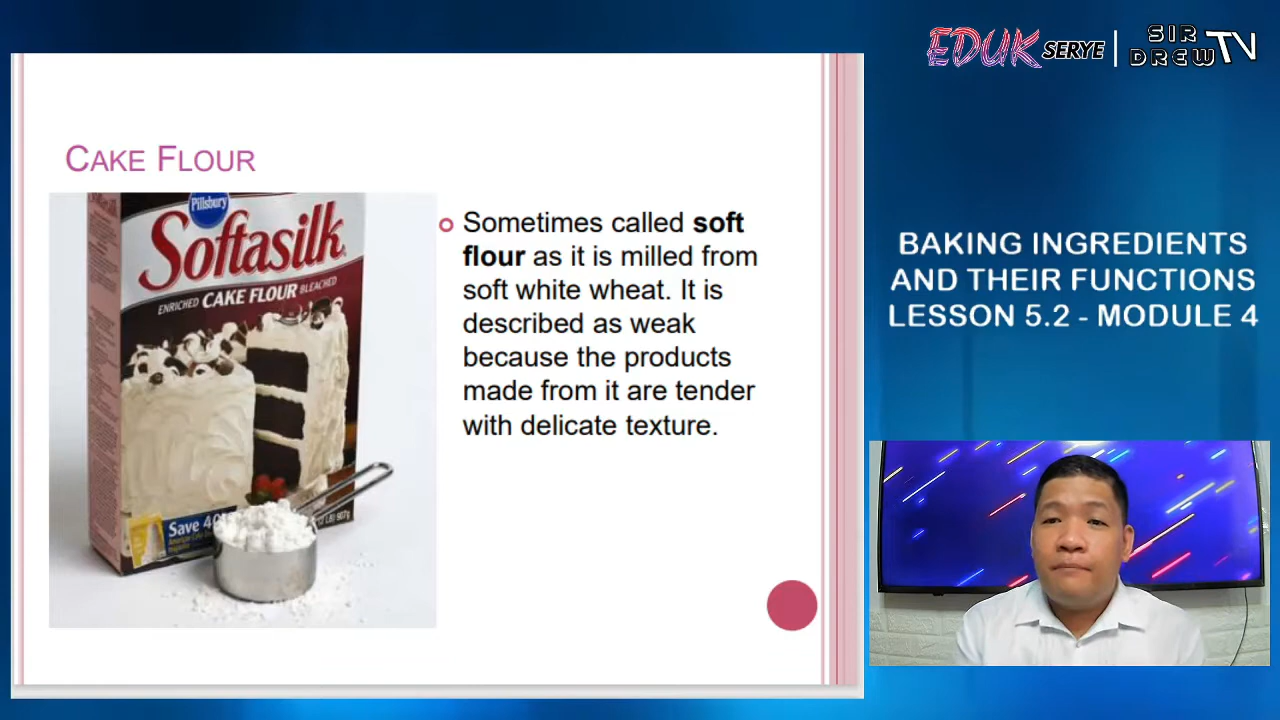 EDUK SERYE | SIR DREW TV
CAKE FLOUR
Pillsbury
Softasilk
ENRICHED CAKE FLOUR BLEACHED
Save 40
Sometimes called soft
flour as it is milled from
soft white wheat. It is
described as weak
because the products
made from it are tender
with delicate texture.
BAKING INGREDIENTS
AND THEIR FUNCTIONS
LESSON 5.2 - MODULE 4